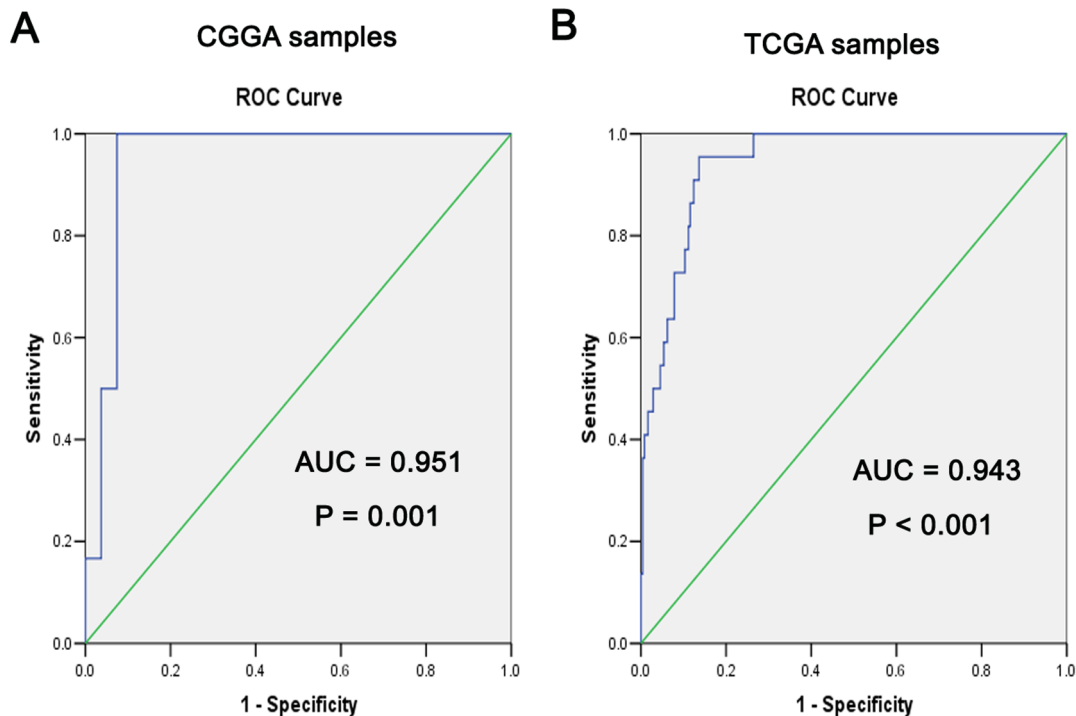 A
CGGA samples
ROC Curve
1.0
0.8
0.6
0.4
0.2
0.0
Sensitivity
AUC = 0.951
P = 0.001
0.0 0.2 0.4 0.6 0.8 1.0
1 - Specificity
B
TCGA samples
ROC Curve
1.0
0.8
0.6
0.4
0.2
0.0
Sensitivity
AUC = 0.943
P < 0.001
0.0 0.2 0.4 0.6 0.8 1.0
1 - Specificity